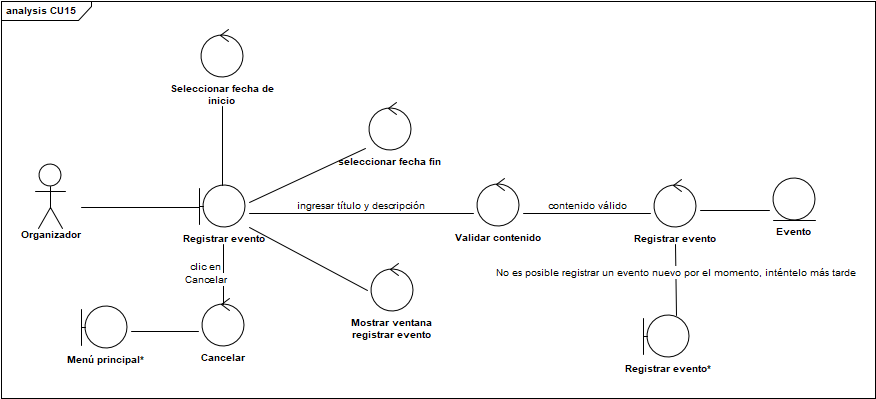 analysis CU15
Seleccionar fecha de
inicio
seleccionar fecha fin
ingresar título y descripción
contenido válido
Organizador
Registrar evento
Validar contenido
Registrar evento
Evento
clic en
Cancelar
No es posible registrar un evento nuevo por el momento, inténtelo más tarde
Mostrar ventana
registrar evento
Menú principal*
Cancelar
Registrar evento*